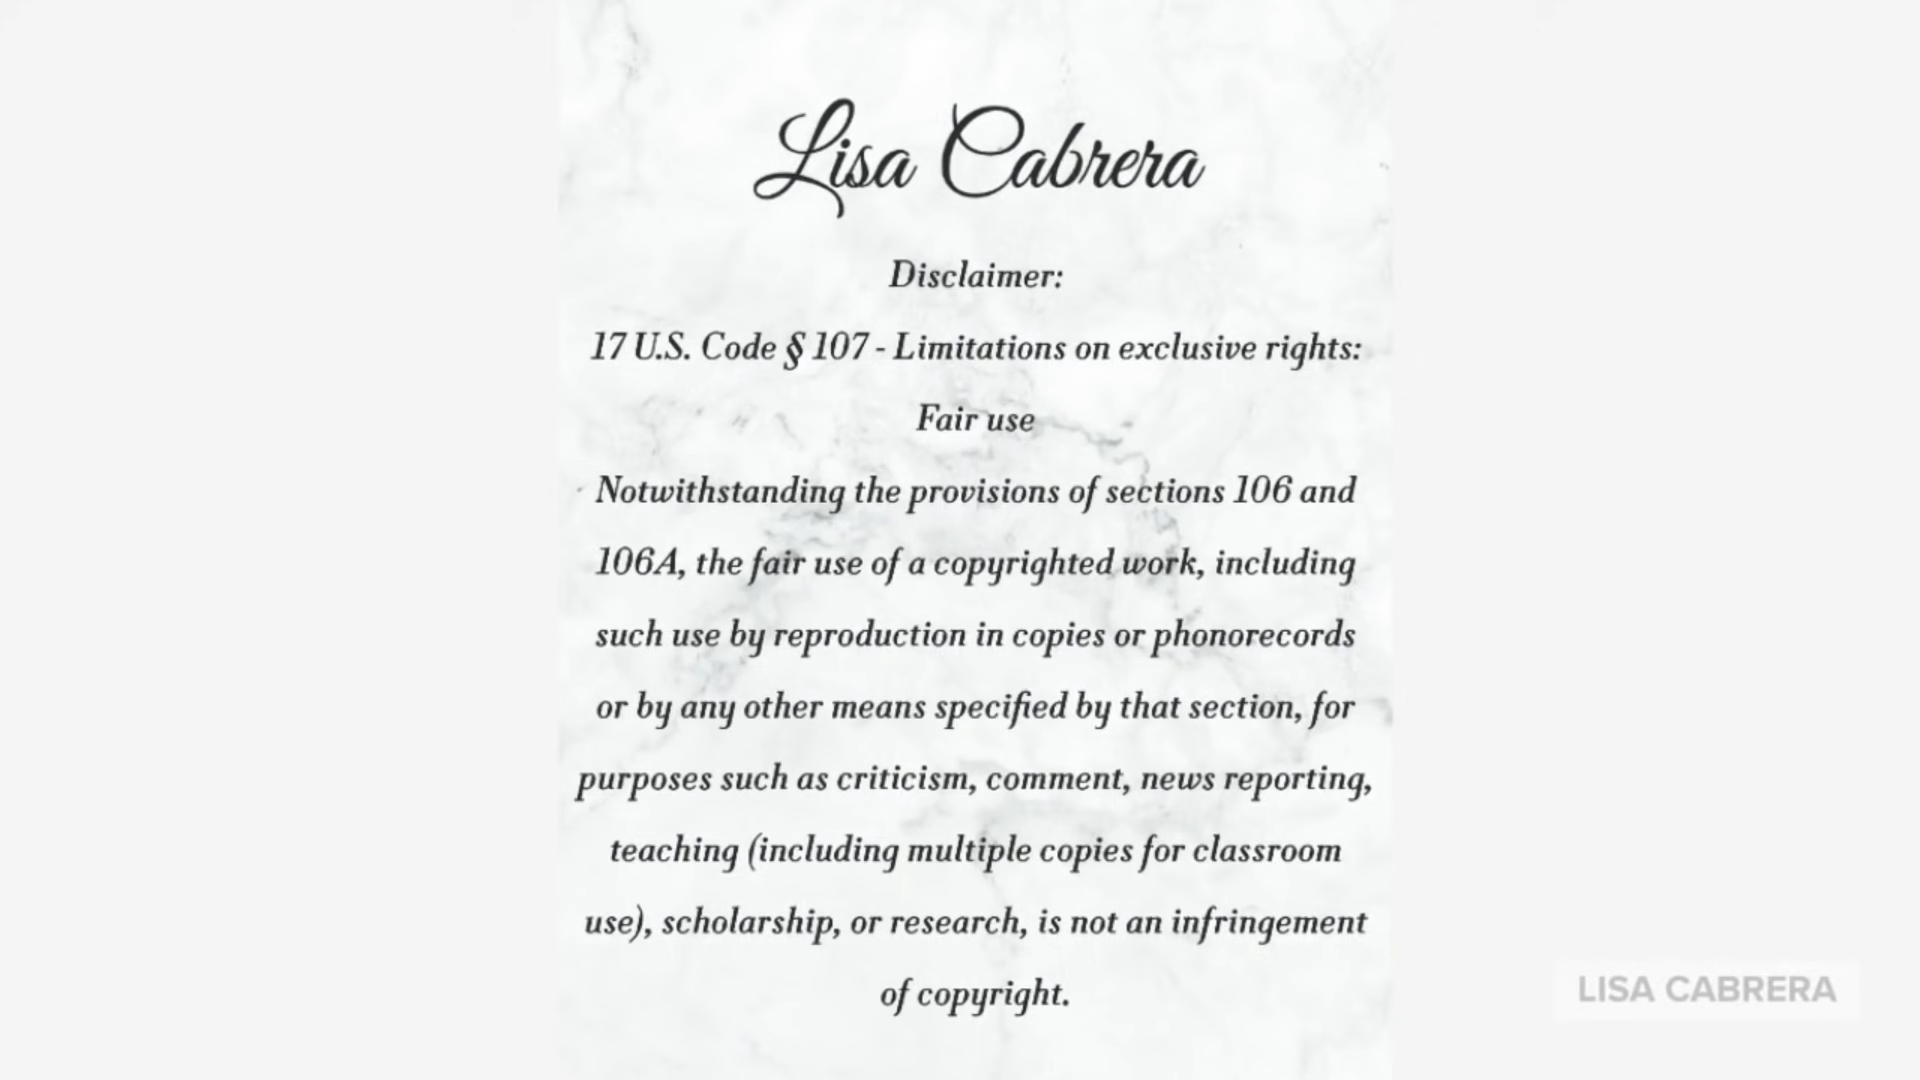 Lisa Cabrera
Disclaimer:
17 U.S. Code § 107 - Limitations on exclusive rights:
Fair use
Notwithstanding the provisions of sections 106 and
106A, the fair use of a copyrighted work, including
such use by reproduction in copies or phonorecords
or by any other means specified by that section, for
purposes such as criticism, comment, news reporting,
teaching (including multiple copies for classroom
use), scholarship, or research, is not an infringement
of copyright.
LISA CABRERA